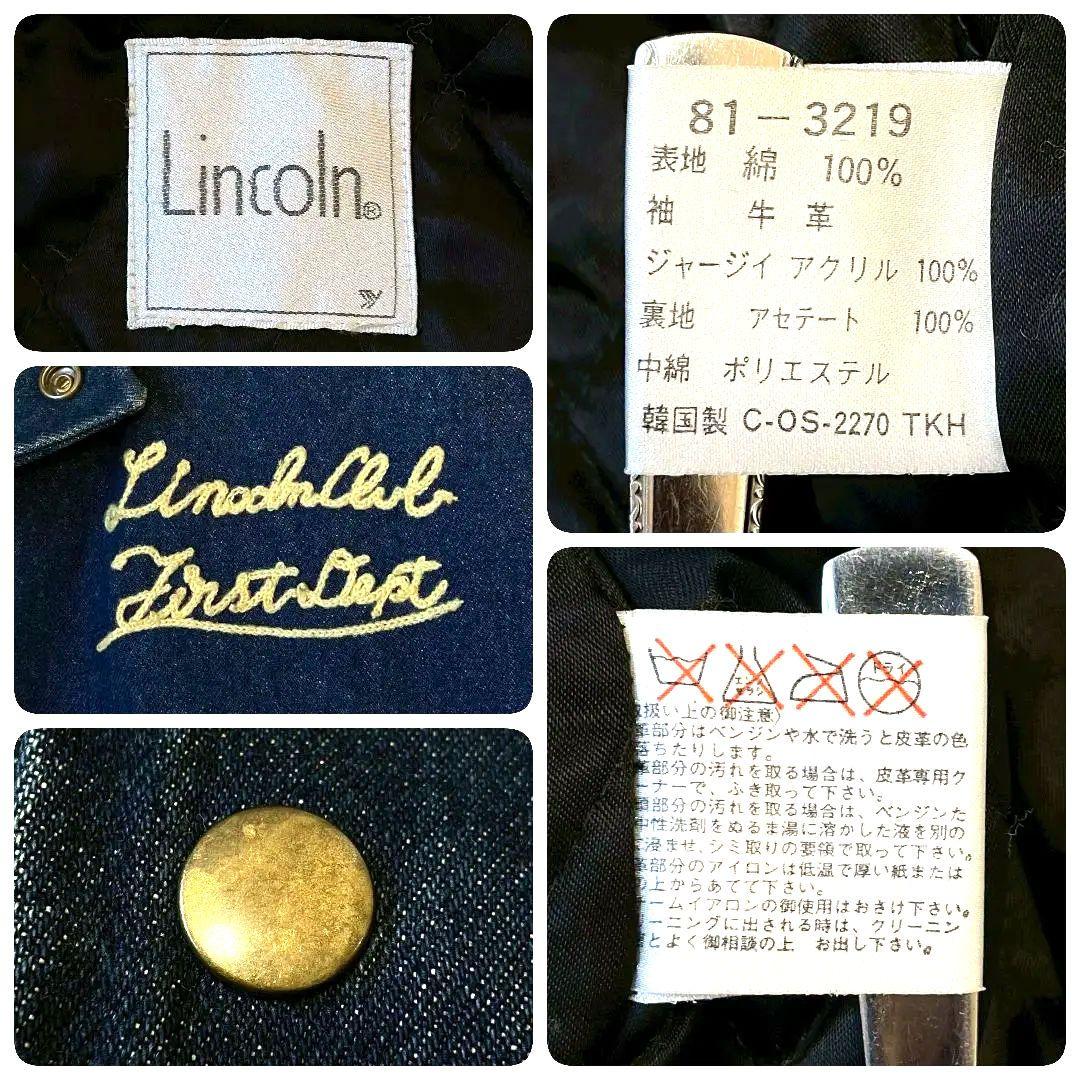 Lincoln®
81-3219
表地 綿 100%
袖 牛革
ジャージイ アクリル 100%
裏地 アセテート 100%
中綿 ポリエステル
韓国製 C-OS-2270 TKH
Lincoln Club
First Dept
エンソ
サラシ
ドライ
扱い上の御注意〉
革部分はベンジンや水で洗うと皮革の色
落ちたりします。
革部分の汚れを取る場合は、皮革専用ク
ーナーで、ふき取って下さい。
部分の汚れを取る場合は、ベンジンた
中性洗剤をぬるま湯に溶かした液を別の
に浸ませ、シミ取りの要領で取って下さい。
革部分のアイロンは低温で厚い紙または
の上からあてて下さい。
ームイアロンの御使用はおさけ下さい。
ーニングに出される時は、クリーニン
とよく御相談の上 お出し下さい。